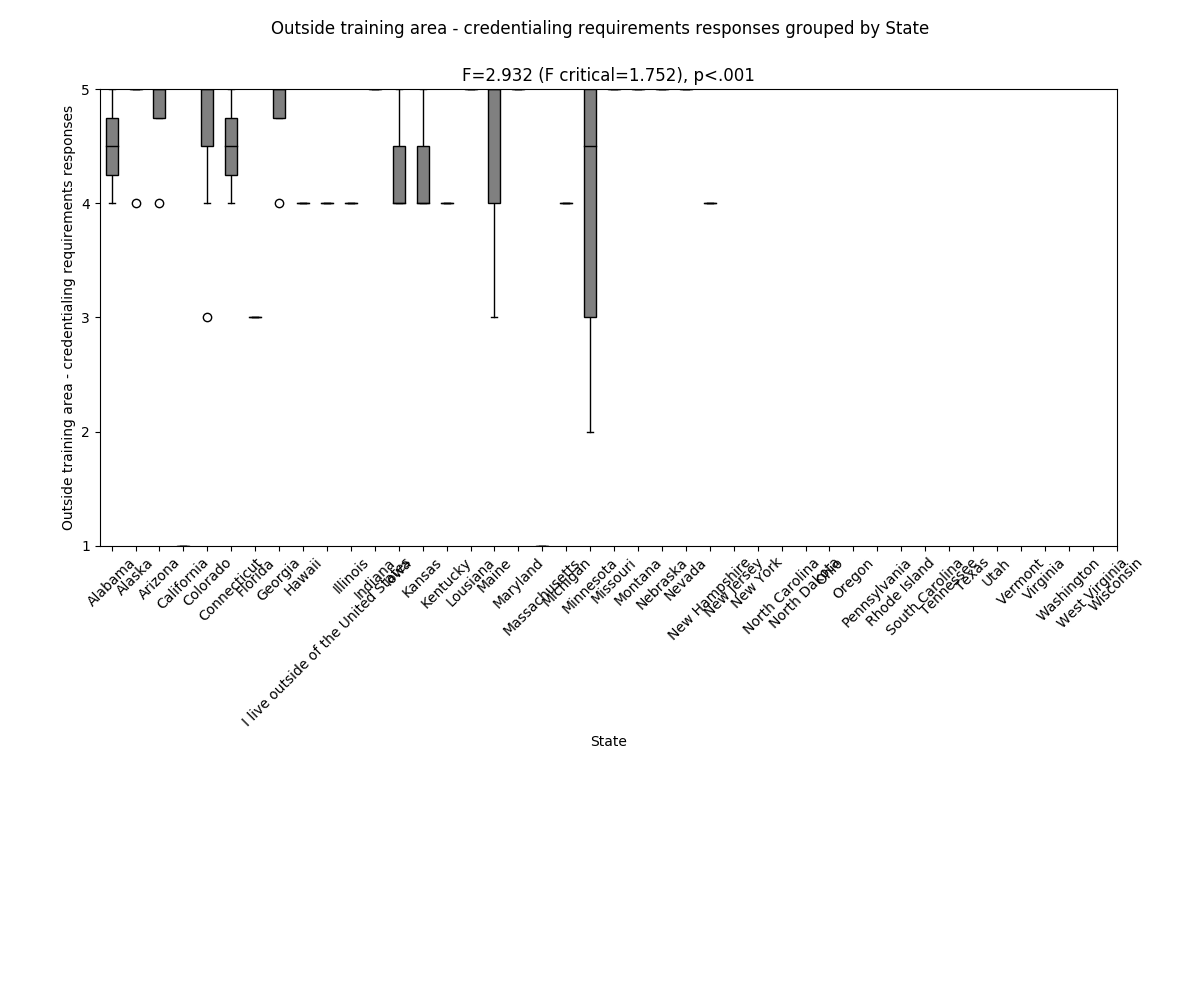 Outside training area - credentialing requirements responses grouped by State
F=2.932 (F critical=1.752), p<.001
Outside training area - credentialing requirements responses
5
4
3
2
1
Alabama
Alaska
Arizona
California
Colorado
Connecticut
Florida
Georgia
Hawaii
I live outside of the United States
Illinois
Indiana
Iowa
Kansas
Kentucky
Lousiana
Maine
Maryland
Massachusetts
Michigan
Minnesota
Missouri
Montana
Nebraska
Nevada
New Hampshire
New Jersey
New York
North Carolina
North Dakota
Ohio
Oregon
Pennsylvania
Rhode Island
South Carolina
Tennessee
Texas
Utah
Vermont
Virginia
Washington
West Virginia
Wisconsin
State